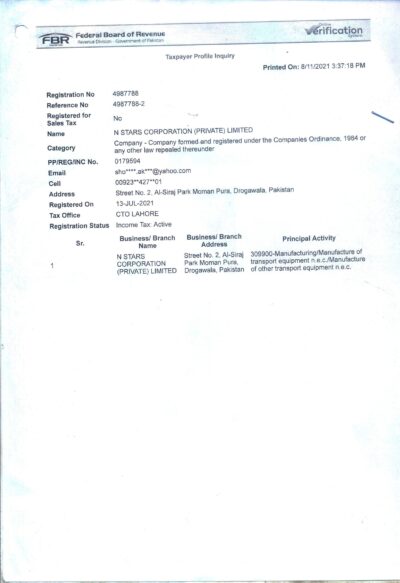 FBR
Federal Board of Revenue
Revenue Division - Government of Pakistan
Online
Verification
Taxpayer Profile Inquiry
Printed On: 8/11/2021 3:37:18 PM
Registration No 4987788
Reference No 4987788-2
Registered for
Sales Tax No
Name N STARS CORPORATION (PRIVATE) LIMITED
Category Company - Company formed and registered under the Companies Ordinance, 1984 or
any other law repealed thereunder
PP/REG/INC No. 0179594
Email sho****.ak***@yahoo.com
Cell 00923**427**01
Address Street No. 2, Al-Siraj Park Moman Pura, Drogawala, Pakistan
Registered On 13-JUL-2021
Tax Office CTO LAHORE
Registration Status Income Tax: Active
Sr. Business/ Branch Name Business/ Branch Address Principal Activity
1 N STARS CORPORATION (PRIVATE) LIMITED Street No. 2, Al-Siraj Park Moman Pura, Drogawala, Pakistan 309900-Manufacturing/Manufacture of transport equipment n.e.c./Manufacture of other transport equipment n.e.c.